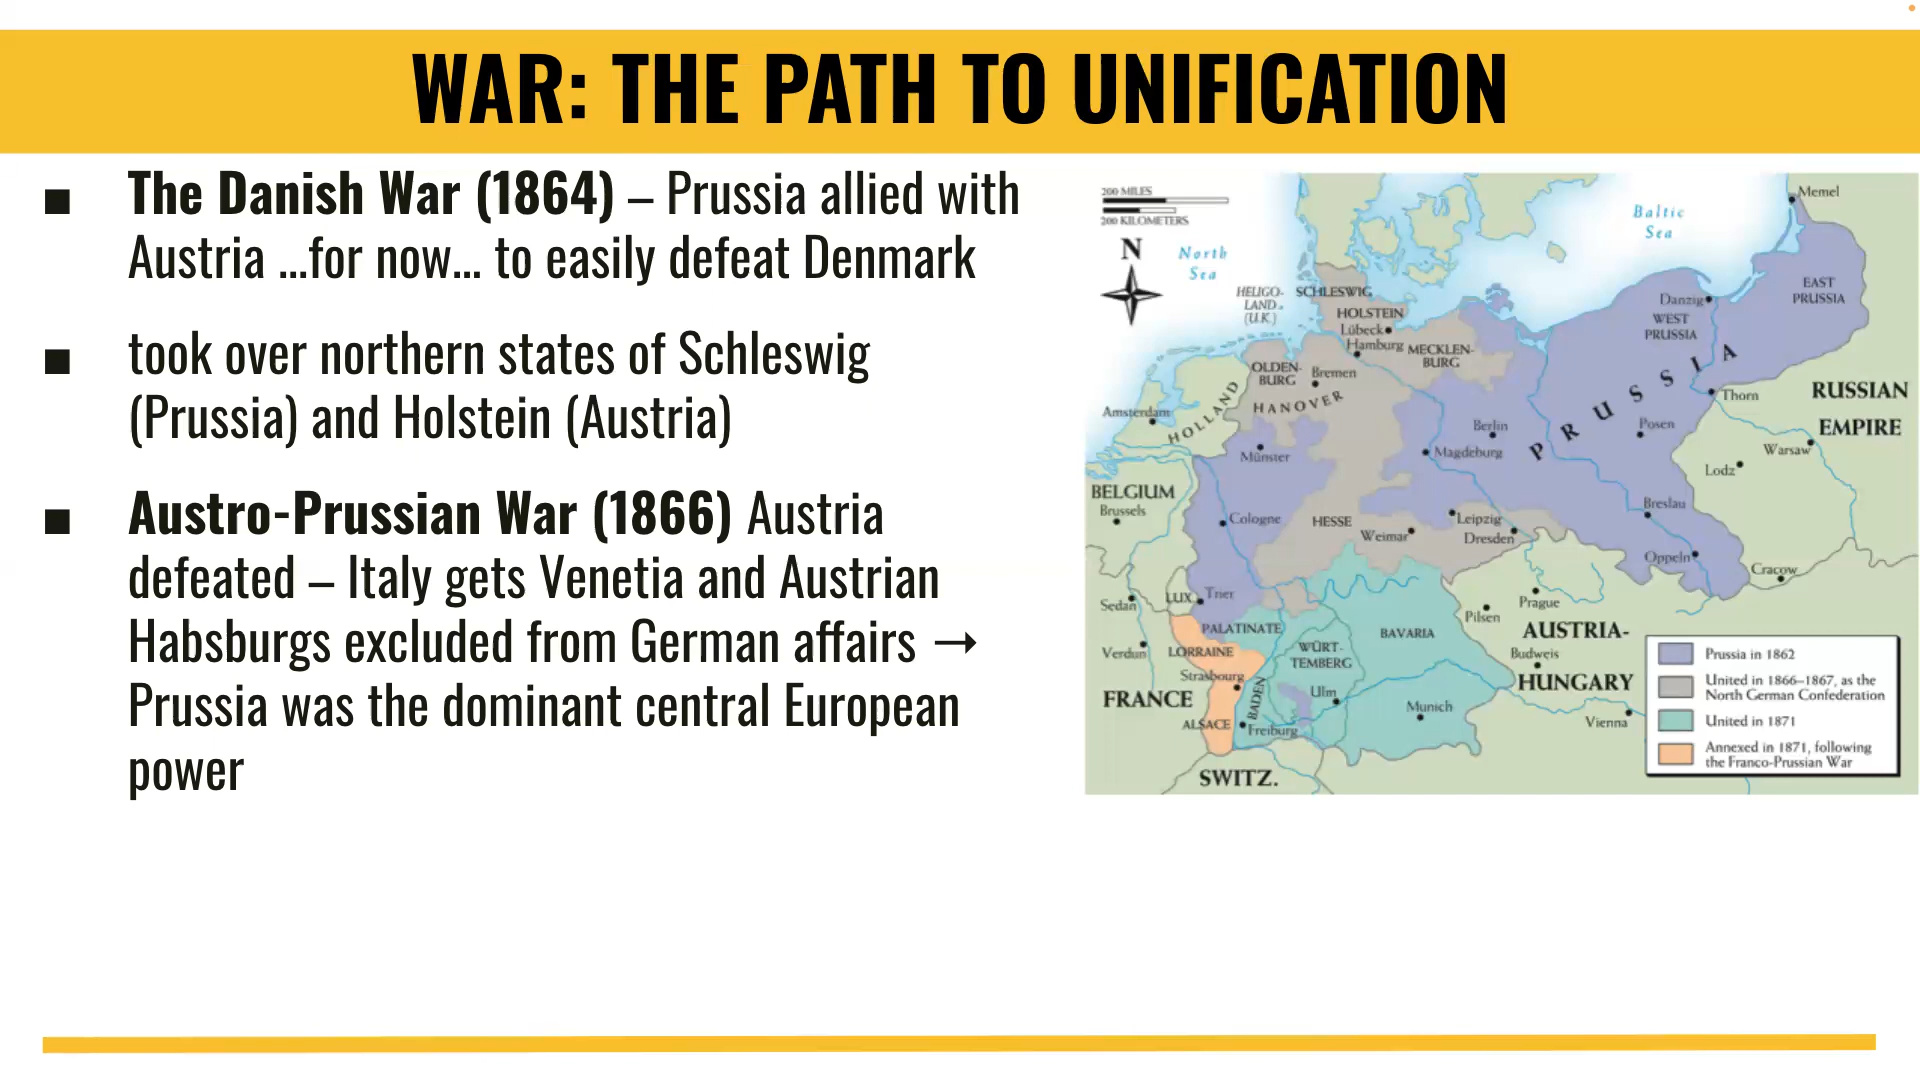 WAR: THE PATH TO UNIFICATION
■ The Danish War (1864) – Prussia allied with
Austria ...for now... to easily defeat Denmark
■ took over northern states of Schleswig
(Prussia) and Holstein (Austria)
■ Austro-Prussian War (1866) Austria
defeated – Italy gets Venetia and Austrian
Habsburgs excluded from German affairs →
Prussia was the dominant central European
power
200 MILES
200 KILOMETERS
N
North
Sea
Baltic
Sea
Memel
EAST
PRUSSIA
Danzig
WEST
PRUSSIA
HELIGO-
LAND
(U.K.)
SCHLESWIG
HOLSTEIN
Lübeck
Hamburg
MECKLEN-
BURG
OLDEN-
BURG
Bremen
HANOVER
HOLLAND
Amsterdam
PRUSSIA
Thorn
RUSSIAN
EMPIRE
Berlin
Posen
Warsaw
Münster
Magdeburg
Lodz
BELGIUM
Brussels
Cologne
HESSE
Weimar
Leipzig
Dresden
Breslau
Oppeln
Cracow
Sedan
LUX.
Trier
Prague
Pilsen
PALATINATE
WÜRT-
TEMBERG
BAVARIA
AUSTRIA-
HUNGARY
Verdun
LORRAINE
Budweis
Strasbourg
FRANCE
BADEN
Ulm
Munich
Vienna
ALSACE
Freiburg
SWITZ.
Prussia in 1862
United in 1866–1867, as the
North German Confederation
United in 1871
Annexed in 1871, following
the Franco-Prussian War